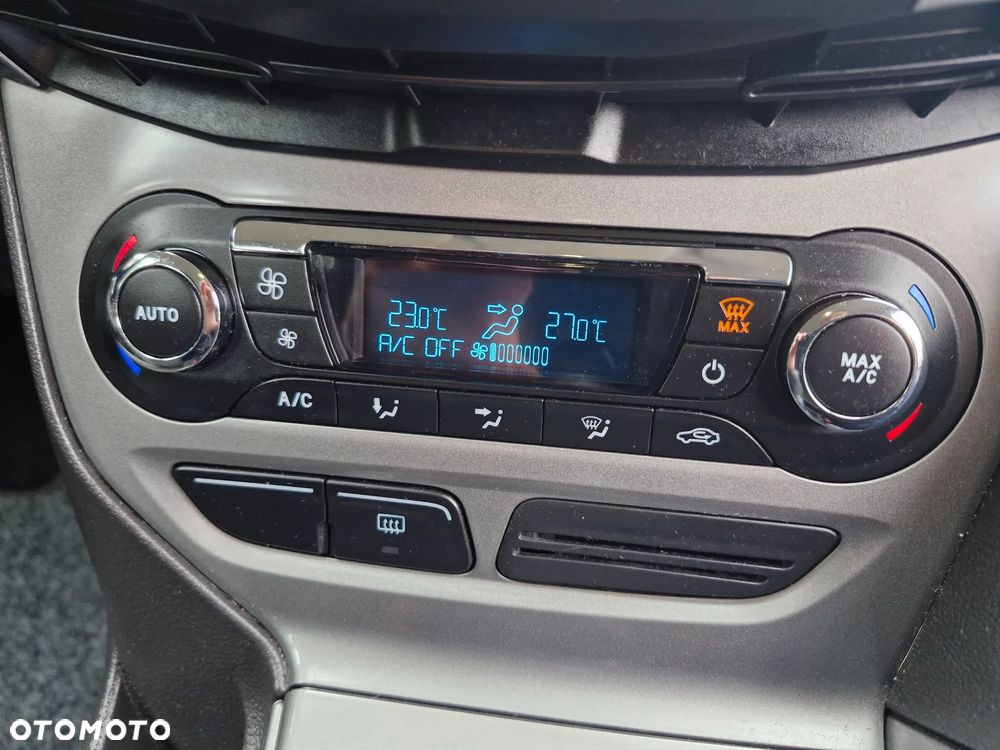 AUTO
23.0°C
27.0°C
A/C OFF
MAX
MAX
A/C
A/C
OTOMOTO